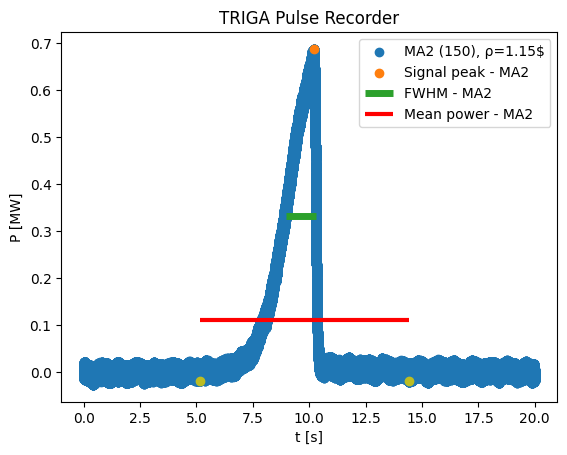 TRIGA Pulse Recorder
MA2 (150), ρ=1.15$
Signal peak - MA2
FWHM - MA2
Mean power - MA2
P [MW]
0.7
0.6
0.5
0.4
0.3
0.2
0.1
0.0
0.0 2.5 5.0 7.5 10.0 12.5 15.0 17.5 20.0
t [s]